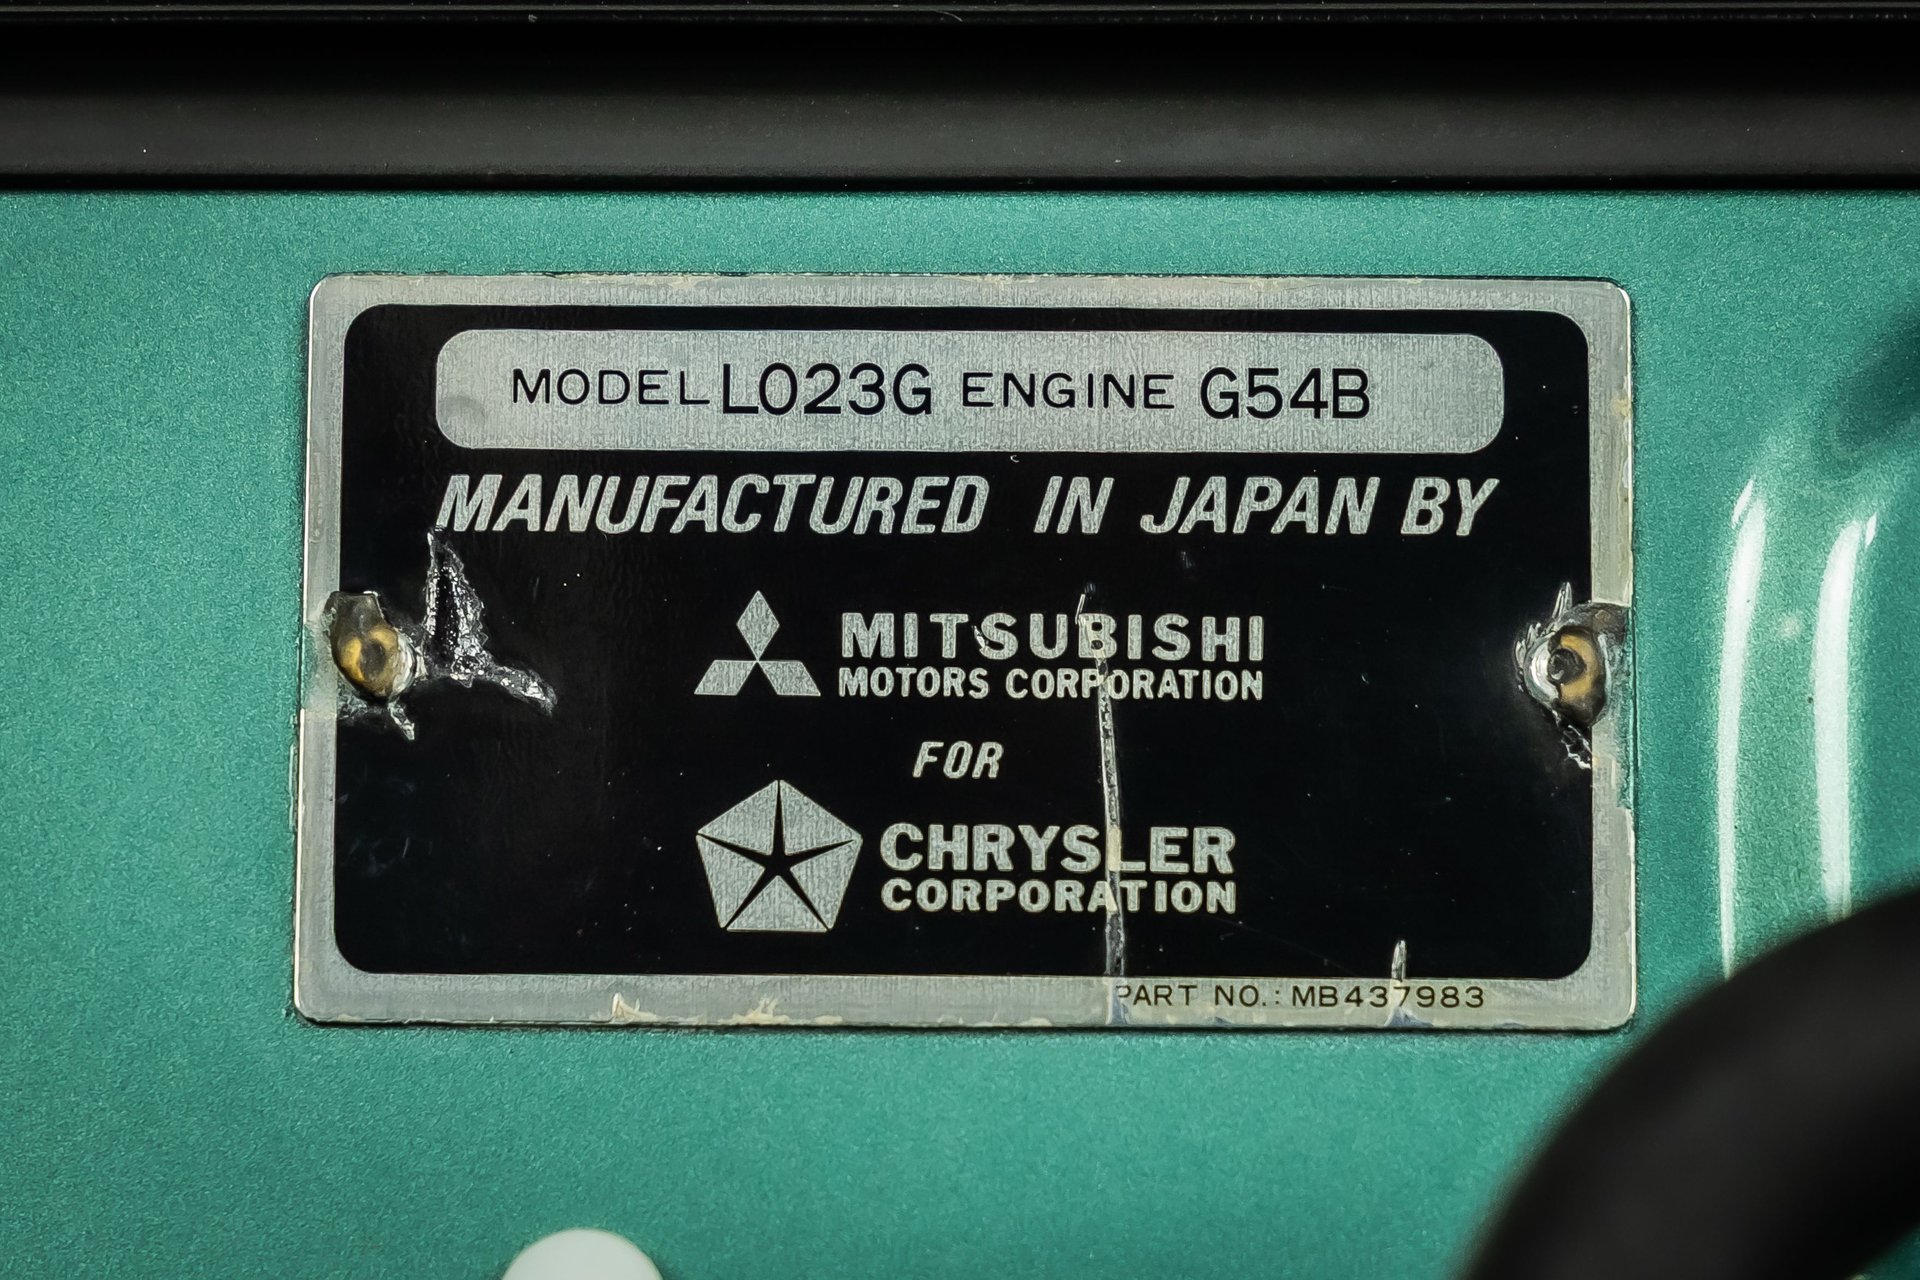 MODEL L023G ENGINE G54B
MANUFACTURED IN JAPAN BY
MITSUBISHI
MOTORS CORPORATION
FOR
CHRYSLER
CORPORATION
PART NO.: MB437983